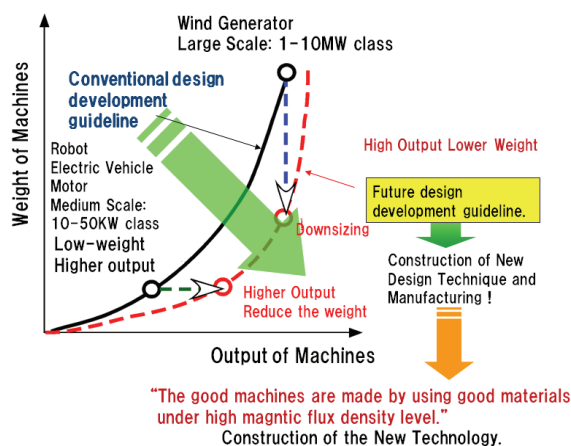 Wind Generator
Large Scale: 1-10MW class
Conventional design
development
guideline
Weight of Machines
Robot
Electric Vehicle
Motor
Medium Scale:
10-50KW class
Low-weight
Higher output
High Output Lower Weight
Future design
development guideline.
Downsizing
Construction of New
Design Technique and
Manufacturing !
Higher Output
Reduce the weight
Output of Machines
“The good machines are made by using good materials
under high magntic flux density level.”
Construction of the New Technology.